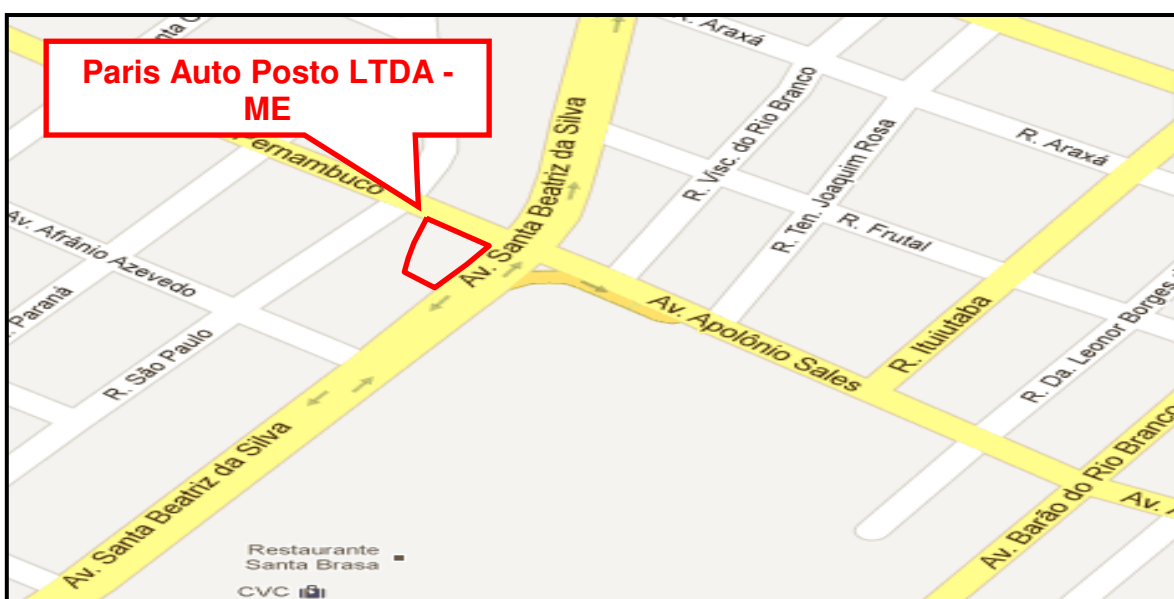 Paris Auto Posto LTDA -
ME
Pernambuco
Av. Santa Beatriz da Silva
R. Araxá
R. Visc. do Rio Branco
R. Ten. Joaquim Rosa
R. Araxá
R. Frutal
Av. Afrânio Azevedo
Paraná
R. São Paulo
Av. Santa Beatriz da Silva
Av. Apolônio Sales
R. Ituiutaba
R. Da. Leonor Borges
Av. Barão do Rio Branco
Av.
Restaurante
Santa Brasa
CVC